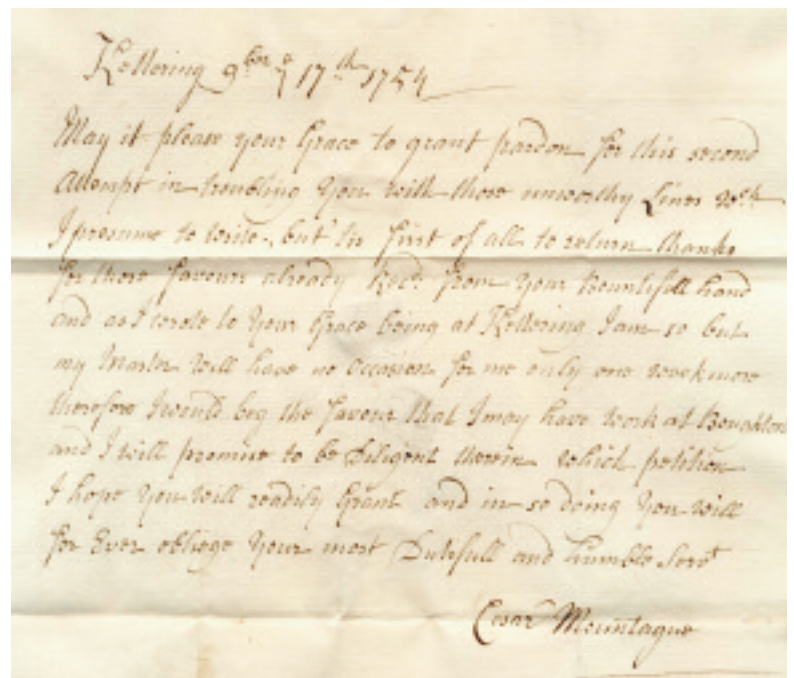 Kettering 9ber ye 17th 1754
May it please your Grace to grant pardon for this second
Attempt in troubling you with these unworthy Lines wch
I presume to write, but tis first of all to return thanks
for those favours already Recd from your Bountifull hand
and as I wrote to your Grace being at Kettering I am so but
my Master will have no occasion for me only one week more
therefore I would beg the favour that I may have work at Boughton
and I will promise to be Diligent therein which petition
I hope you will readily Grant and in so doing you will
for Ever obliege your most Dutyfull and humble Servt
Cesar Mountague